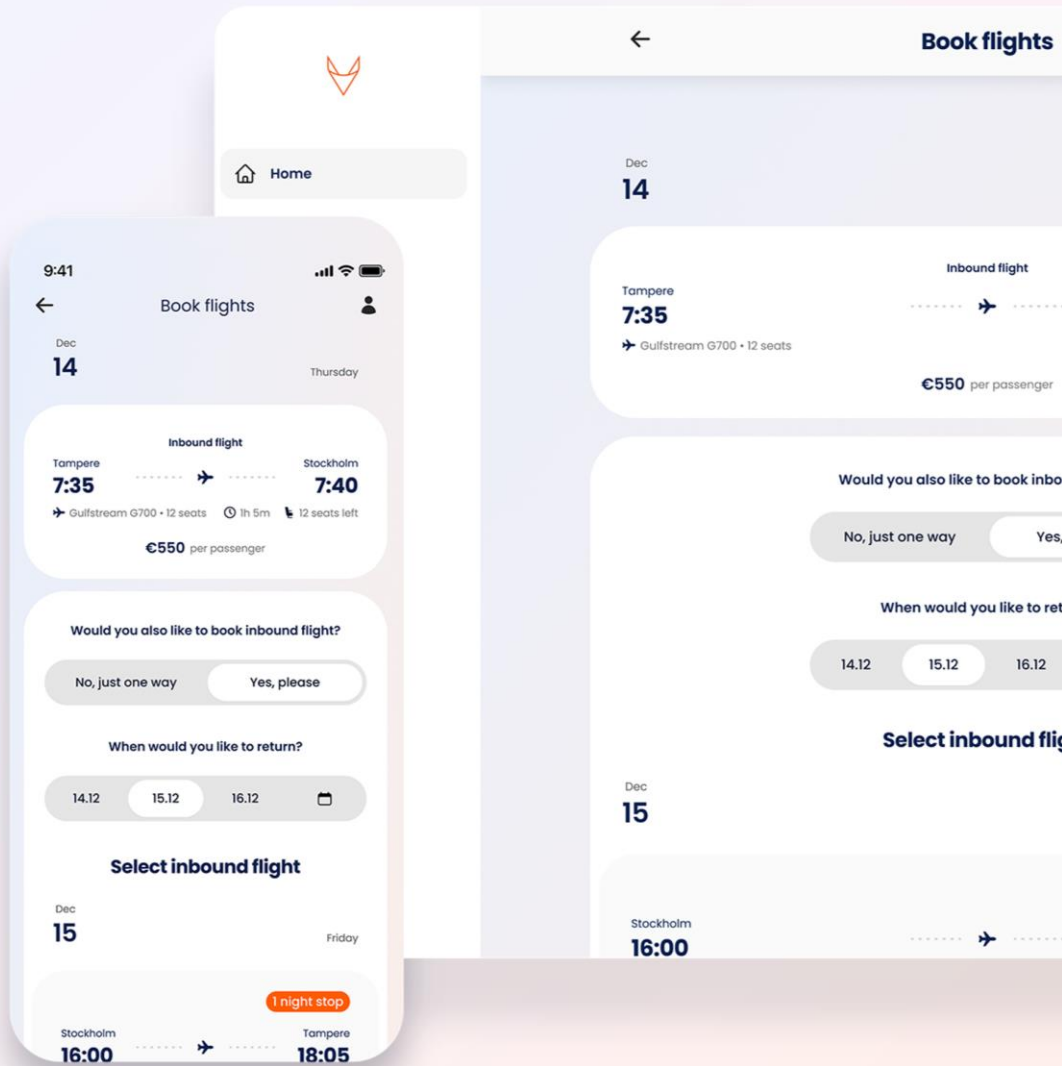 Book flights
Home
Dec
14
Inbound flight
Tampere
7:35
Gulfstream G700 • 12 seats
€550 per passenger
Would you also like to book inbo
No, just one way Yes,
When would you like to ret
14.12 15.12 16.12
Select inbound flig
Dec
15
Stockholm
16:00
9:41
Book flights
Dec
14 Thursday
Inbound flight
Tampere Stockholm
7:35 7:40
Gulfstream G700 • 12 seats 1h 5m 12 seats left
€550 per passenger
Would you also like to book inbound flight?
No, just one way Yes, please
When would you like to return?
14.12 15.12 16.12
Select inbound flight
Dec
15 Friday
1 night stop
Stockholm Tampere
16:00 18:05